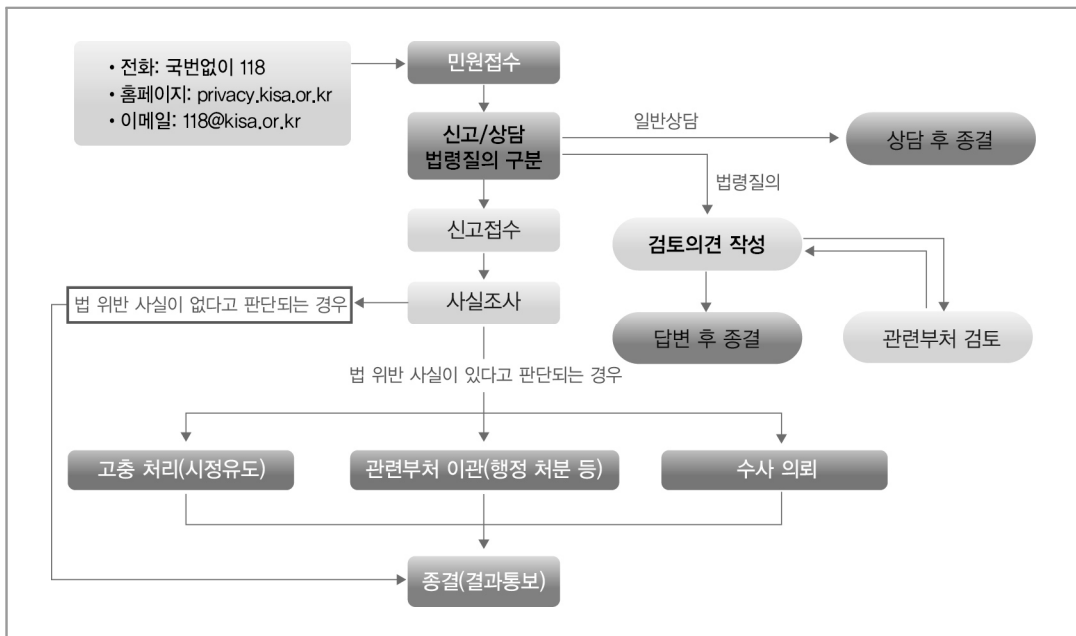 • 전화: 국번없이 118
• 홈페이지: privacy.kisa.or.kr
• 이메일: 118@kisa.or.kr
민원접수
신고/상담
법령질의 구분
일반상담
상담 후 종결
법령질의
신고접수
검토의견 작성
법 위반 사실이 없다고 판단되는 경우
사실조사
답변 후 종결
관련부처 검토
법 위반 사실이 있다고 판단되는 경우
고충 처리(시정유도)
관련부처 이관(행정 처분 등)
수사 의뢰
종결(결과통보)